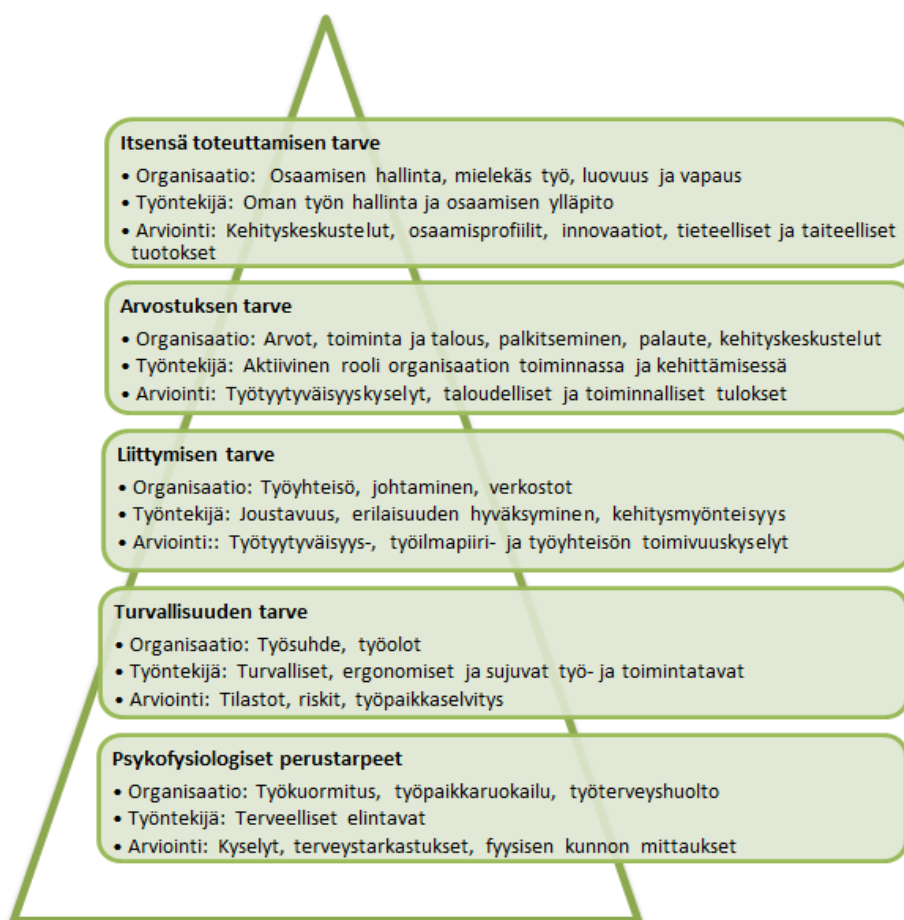 Itsensä toteuttamisen tarve
• Organisaatio: Osaamisen hallinta, mielekäs työ, luovuus ja vapaus
• Työntekijä: Oman työn hallinta ja osaamisen ylläpito
• Arviointi: Kehityskeskustelut, osaamisprofiilit, innovaatiot, tieteelliset ja taiteelliset
tuotokset
Arvostuksen tarve
• Organisaatio: Arvot, toiminta ja talous, palkitseminen, palaute, kehityskeskustelut
• Työntekijä: Aktiivinen rooli organisaation toiminnassa ja kehittämisessä
• Arviointi: Työtyytyväisyyskyselyt, taloudelliset ja toiminnalliset tulokset
Liittymisen tarve
• Organisaatio: Työyhteisö, johtaminen, verkostot
• Työntekijä: Joustavuus, erilaisuuden hyväksyminen, kehitysmyönteisyys
• Arviointi:: Työtyytyväisyys-, työilmapiiri- ja työyhteisön toimivuuskyselyt
Turvallisuuden tarve
• Organisaatio: Työsuhde, työolot
• Työntekijä: Turvalliset, ergonomiset ja sujuvat työ- ja toimintatavat
• Arviointi: Tilastot, riskit, työpaikkaselvitys
Psykofysiologiset perustarpeet
• Organisaatio: Työkuormitus, työpaikkaruokailu, työterveyshuolto
• Työntekijä: Terveelliset elintavat
• Arviointi: Kyselyt, terveystarkastukset, fyysisen kunnon mittaukset